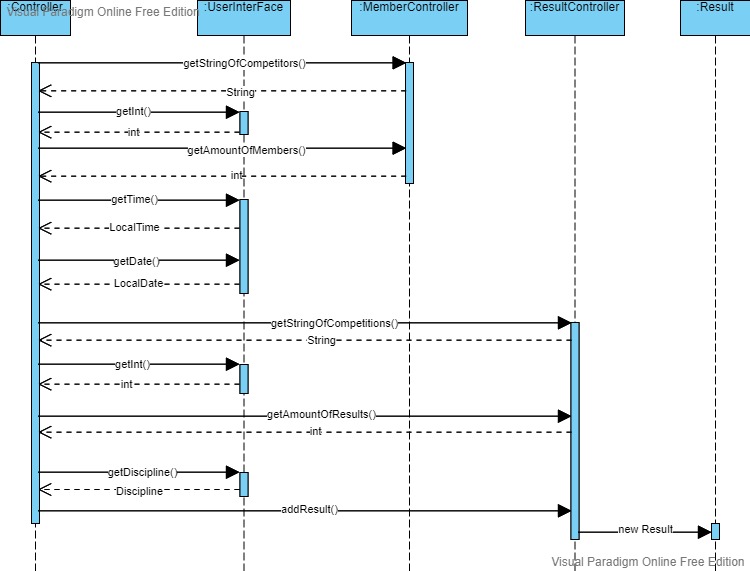 :Controller
:UserInterFace
:MemberController
:ResultController
:Result
Visual Paradigm Online Free Edition
getStringOfCompetitors()
String
getInt()
int
getAmountOfMembers()
int
getTime()
LocalTime
getDate()
LocalDate
getStringOfCompetitions()
String
getInt()
int
getAmountOfResults()
int
getDiscipline()
Discipline
addResult()
new Result
Visual Paradigm Online Free Edition